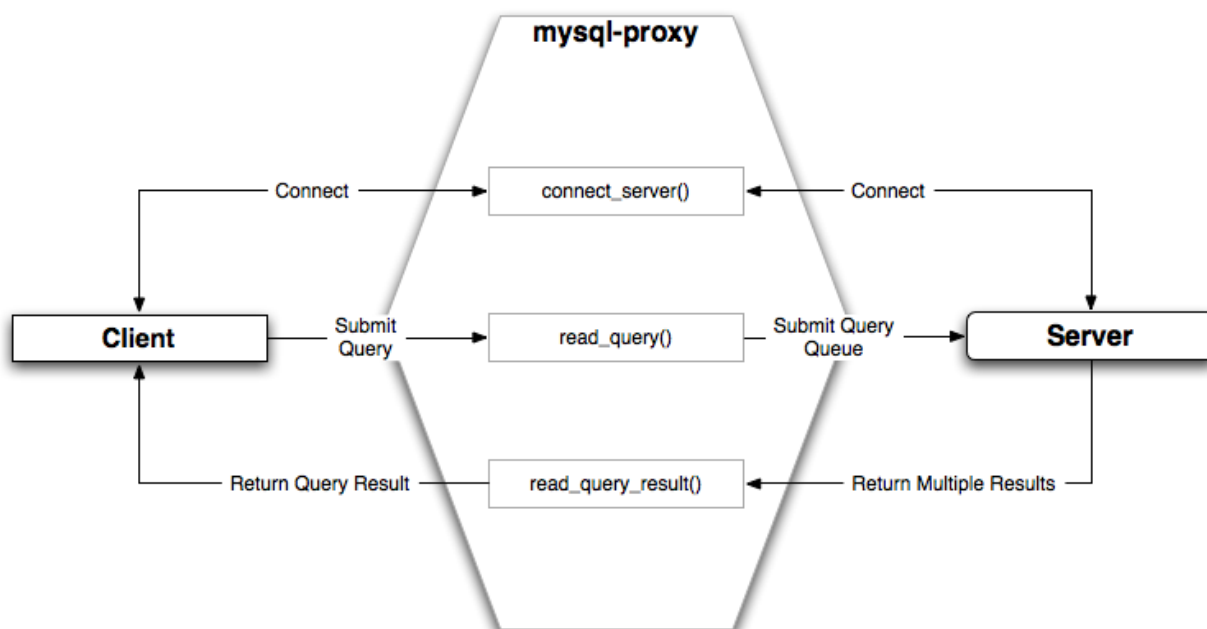 mysql-proxy
Connect
connect_server()
Connect
Client
Submit
Query
read_query()
Submit Query
Queue
Server
Return Query Result
read_query_result()
Return Multiple Results